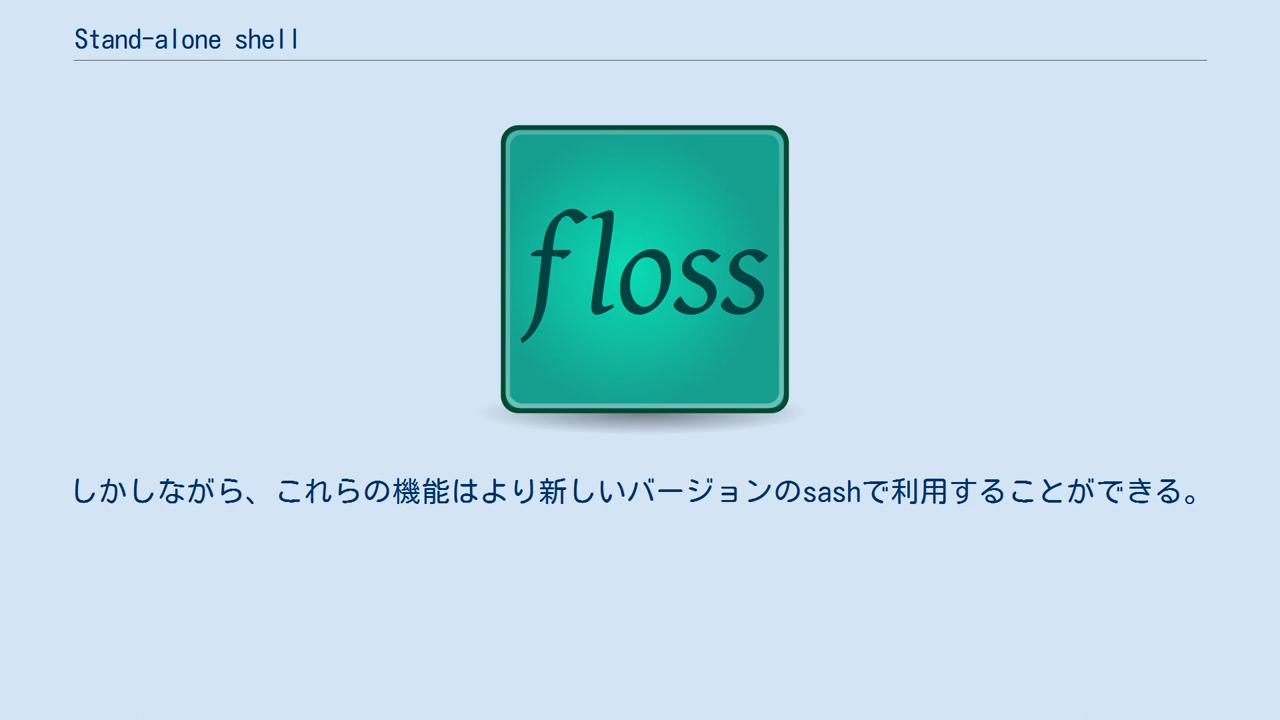 Stand-alone shell
floss
しかしながら、これらの機能はより新しいバージョンのsashで利用することができる。